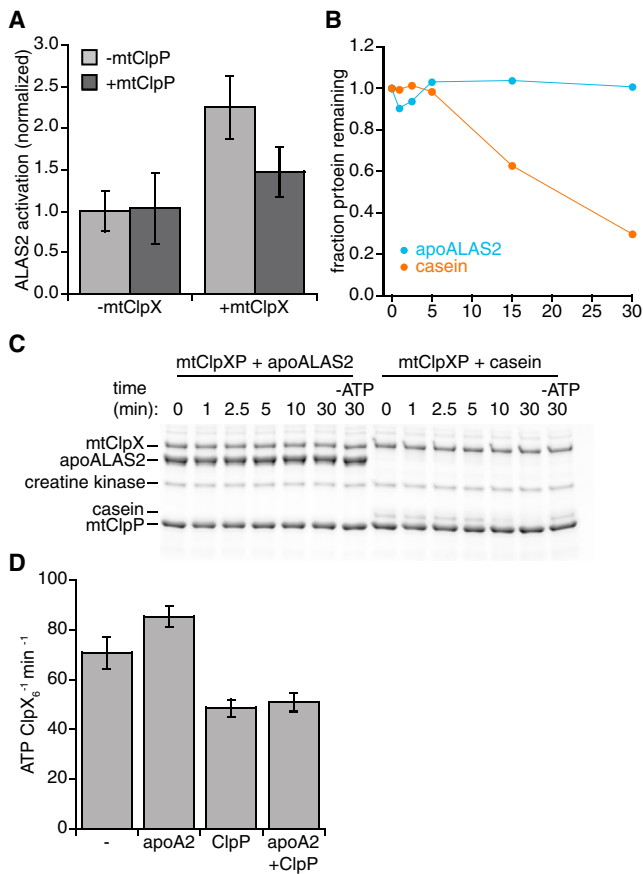 A
ALAS2 activation (normalized)
3.0
2.5
2.0
1.5
1.0
0.5
0.0
-mtClpP
+mtClpP
-mtClpX
+mtClpX
B
fraction prtoein remaining
1.2
1.0
0.8
0.6
0.4
0.2
0.0
apoALAS2
casein
0 5 10 15 20 25 30
C
mtClpXP + apoALAS2 mtClpXP + casein
time -ATP -ATP
(min): 0 1 2.5 5 10 30 30 0 1 2.5 5 10 30 30
mtClpX
apoALAS2
creatine kinase
casein
mtClpP
D
ATP ClpX6-1 min-1
100
80
60
40
20
0
- apoA2 ClpP apoA2
+ClpP